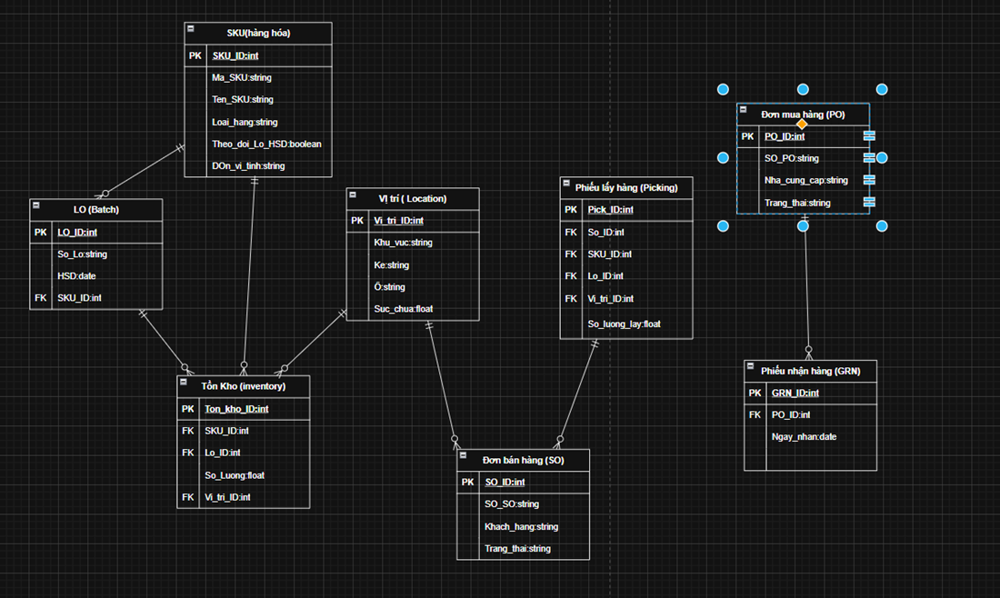 SKU(hàng hóa)
PK SKU_ID:int
Ma_SKU:string
Ten_SKU:string
Loai_hang:string
Theo_doi_Lo_HSD:boolean
DOn_vi_tinh:string
LO (Batch)
PK LO_ID:int
So_Lo:string
HSD:date
FK SKU_ID:int
Vị trí ( Location)
PK Vi_tri_ID:int
Khu_vuc:string
Ke:string
Ô:string
Suc_chua:float
Tồn Kho (inventory)
PK Ton_kho_ID:int
FK SKU_ID:int
FK Lo_ID:int
So_Luong:float
FK Vi_tri_ID:int
Phiếu lấy hàng (Picking)
PK Pick_ID:int
FK So_ID:int
FK SKU_ID:int
FK Lo_ID:int
FK Vi_tri_ID:int
So_luong_lay:float
Đơn bán hàng (SO)
PK SO_ID:int
SO_SO:string
Khach_hang:string
Trang_thai:string
Đơn mua hàng (PO)
PK PO_ID:int
SO_PO:string
Nha_cung_cap:string
Trang_thai:string
Phiếu nhận hàng (GRN)
PK GRN_ID:int
FK PO_ID:int
Ngay_nhan:date